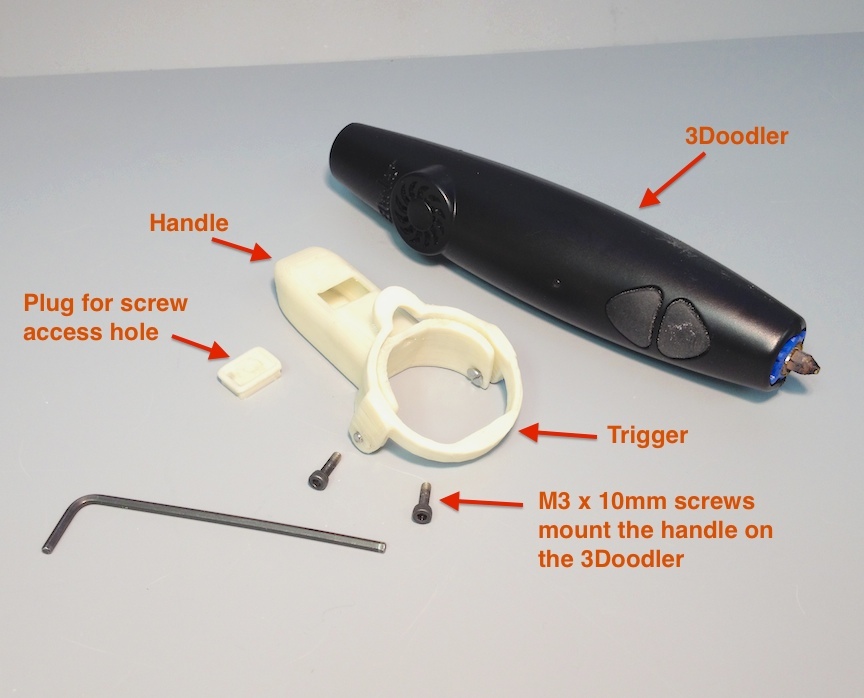 3Doodler
Handle
Plug for screw
access hole
Trigger
M3 x 10mm screws
mount the handle on
the 3Doodler